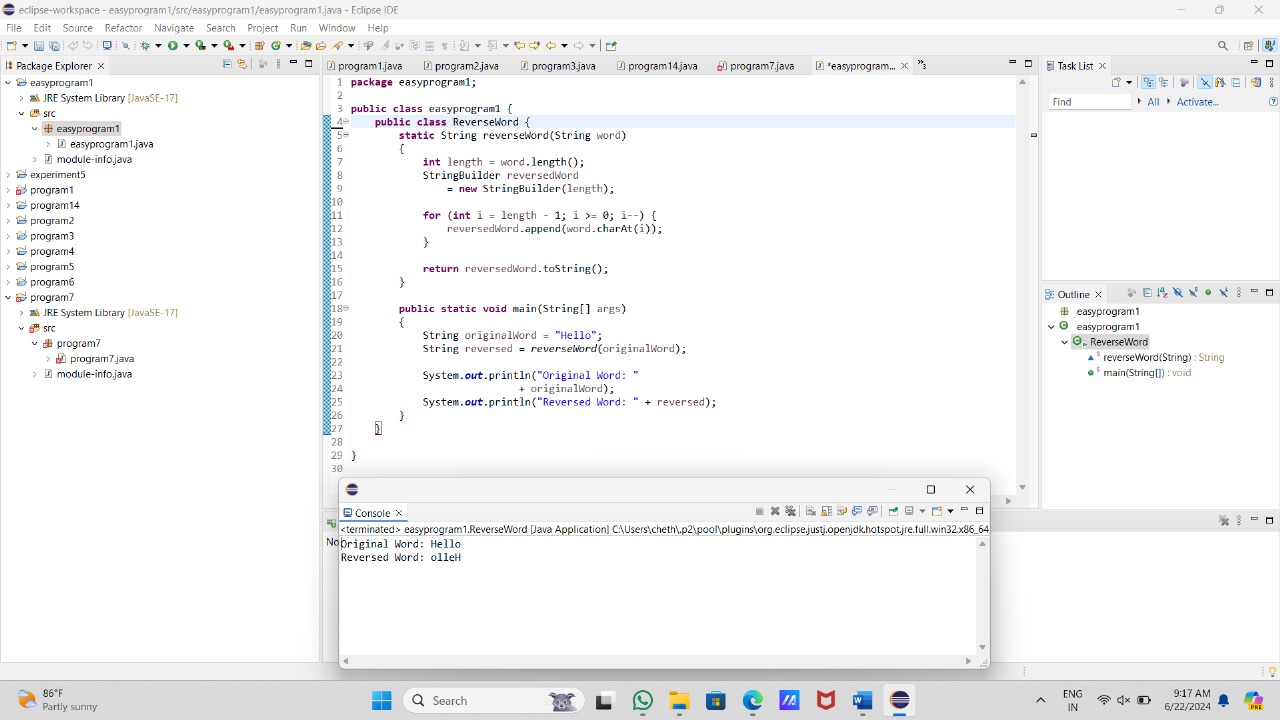 eclipse-workspace - easyprogram1/src/easyprogram1/easyprogram1.java - Eclipse IDE
File Edit Source Refactor Navigate Search Project Run Window Help
Package Explorer
easyprogram1
JRE System Library [JavaSE-17]
src
easyprogram1
easyprogram1.java
module-info.java
experiment5
program1
program14
program2
program3
program4
program5
program6
program7
JRE System Library [JavaSE-17]
src
program7
program7.java
module-info.java
program1.java program2.java program3.java program14.java program7.java *easyprogram... »3
1 package easyprogram1;
2
3 public class easyprogram1 {
4 public class ReverseWord {
5 static String reverseWord(String word)
6 {
7 int length = word.length();
8 StringBuilder reversedWord
9 = new StringBuilder(length);
10
11 for (int i = length - 1; i >= 0; i--) {
12 reversedWord.append(word.charAt(i));
13 }
14
15 return reversedWord.toString();
16 }
17
18 public static void main(String[] args)
19 {
20 String originalWord = "Hello";
21 String reversed = reverseWord(originalWord);
22
23 System.out.println("Original Word: "
24 + originalWord);
25 System.out.println("Reversed Word: " + reversed);
26 }
27 }
28
29 }
30
Task List
Find All Activate...
Outline
easyprogram1
easyprogram1
ReverseWord
reverseWord(String) : String
main(String[]) : void
No
Console
<terminated> easyprogram1.ReverseWord [Java Application] C:\Users\cheth\.p2\pool\plugins\org.eclipse.justj.openjdk.hotspot.jre.full.win32.x86_64
Original Word: Hello
Reversed Word: olleH
86°F
Partly sunny
Search
ENG
IN
9:17 AM
6/22/2024
PRE